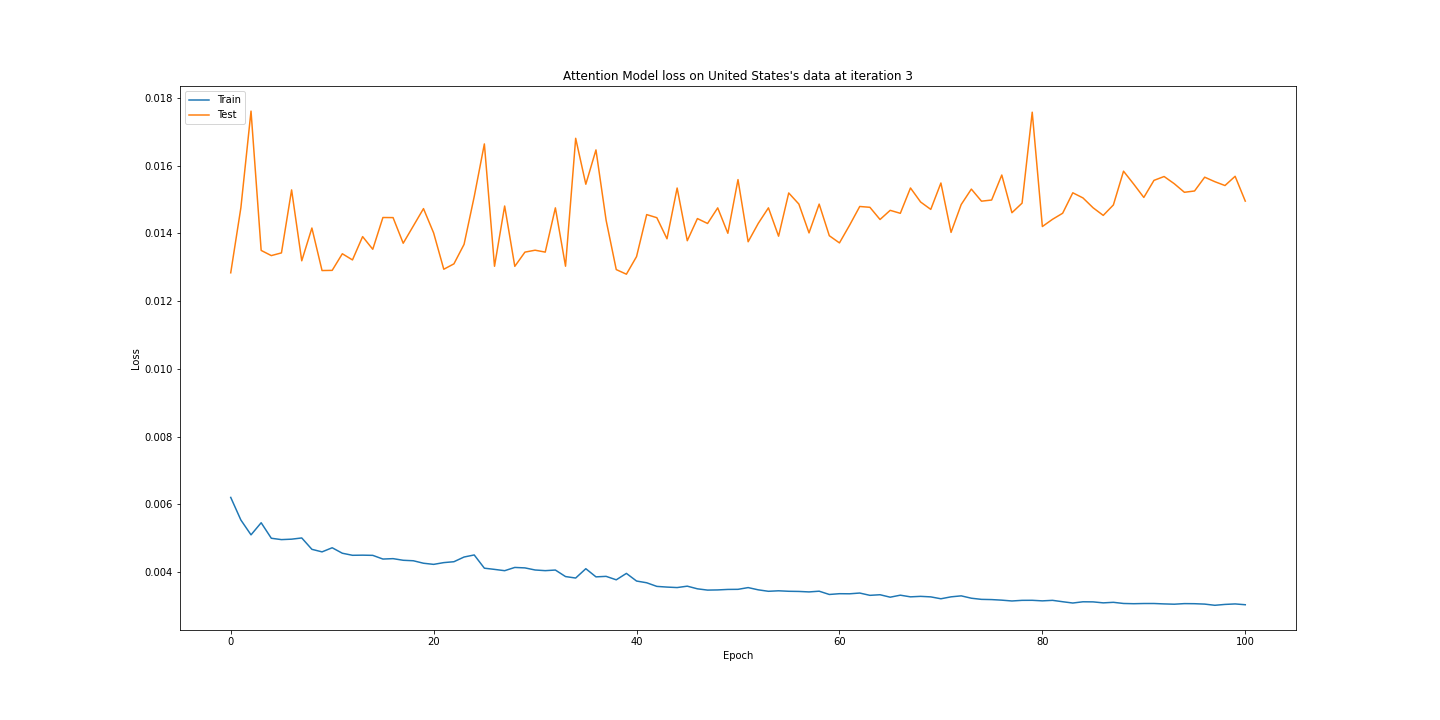 Attention Model loss on United States's data at iteration 3
Train
Test
0.018
0.016
0.014
0.012
0.010
0.008
0.006
0.004
Loss
0 20 40 60 80 100
Epoch